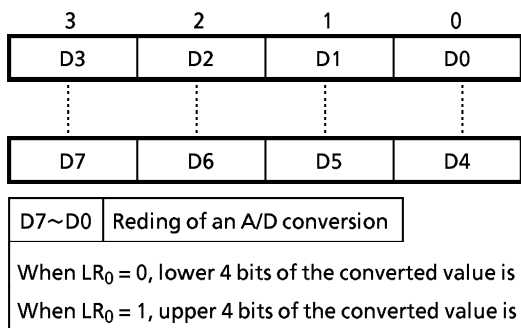 3 2 1 0
D3 D2 D1 D0
D7 D6 D5 D4
D7~D0 Reding of an A/D conversion
When LR0 = 0, lower 4 bits of the converted value is
When LR0 = 1, upper 4 bits of the converted value is